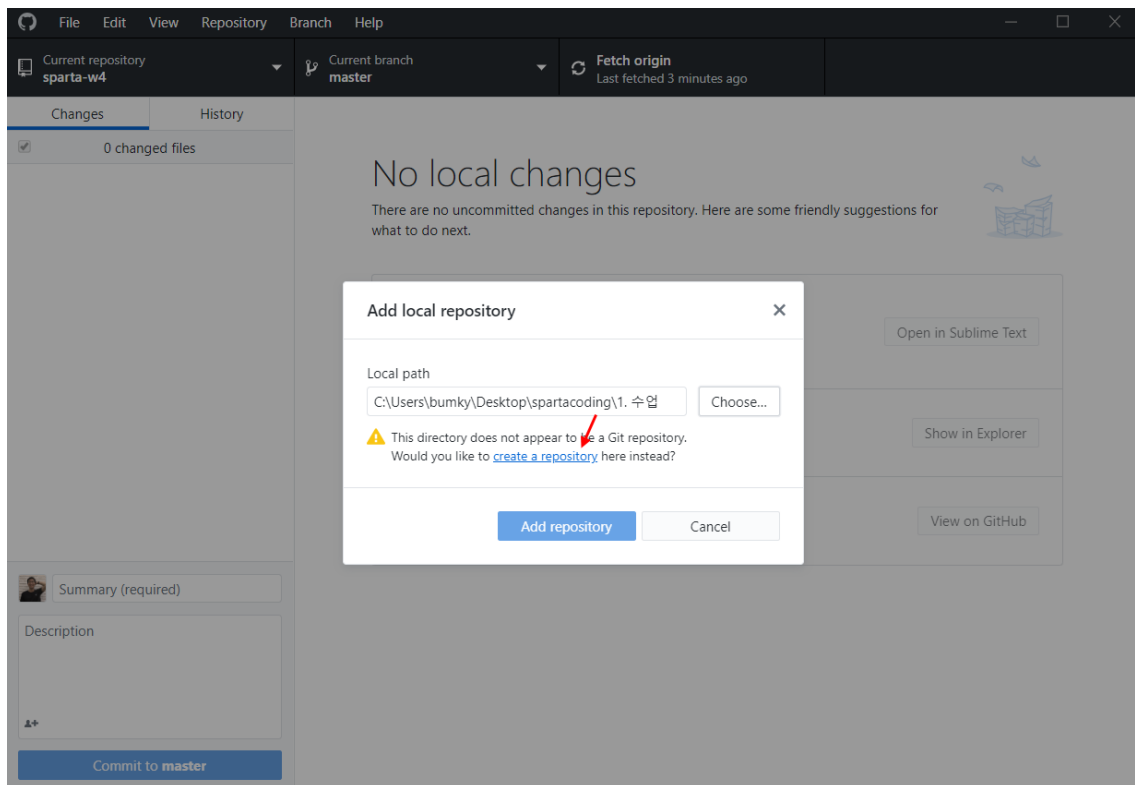 File Edit View Repository Branch Help
Current repository
sparta-w4
Current branch
master
Fetch origin
Last fetched 3 minutes ago
Changes History
0 changed files
No local changes
There are no uncommitted changes in this repository. Here are some friendly suggestions for
what to do next.
Add local repository
Local path
C:\Users\bumky\Desktop\spartacoding\1. 수업
Choose...
This directory does not appear to be a Git repository.
Would you like to create a repository here instead?
Add repository
Cancel
Open in Sublime Text
Show in Explorer
View on GitHub
Summary (required)
Description
Commit to master